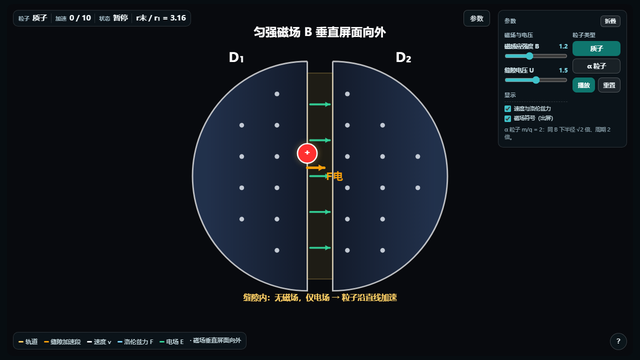 粒子 质子 加速 0 / 10 状态 暂停 r末 / r₁ = 3.16
参数
匀强磁场 B 垂直屏面向外
D₁
D₂
+
F电
缝隙内：无磁场，仅电场 → 粒子沿直线加速
轨道 缝隙加速段 速度 v 洛伦兹力 F 电场 E · 磁场垂直屏面向外
参数
折叠
磁场与电压
磁感应强度 B 1.2
缝隙电压 U 1.5
显示
速度与洛伦兹力
磁场符号（出屏）
粒子类型
质子
α 粒子
播放
重置
α 粒子 m/q = 2：同 B 下半径 √2 倍，周期 2
倍。
?